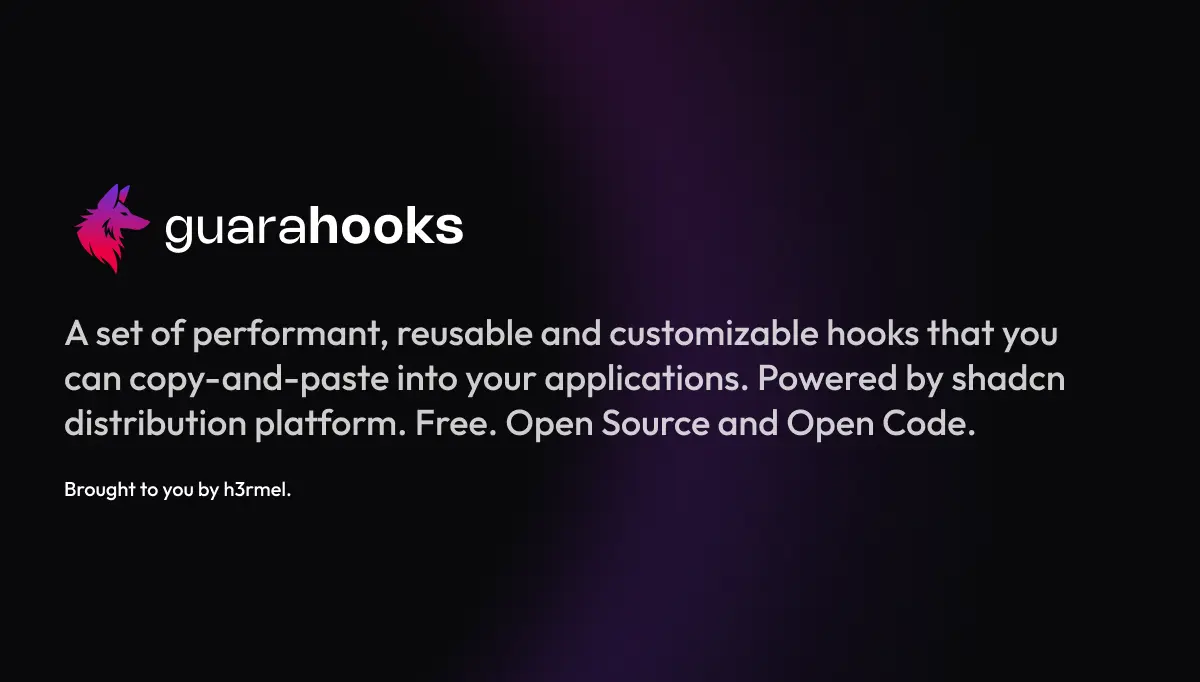 guarahooks
A set of performant, reusable and customizable hooks that you
can copy-and-paste into your applications. Powered by shadcn
distribution platform. Free. Open Source and Open Code.
Brought to you by h3rmel.